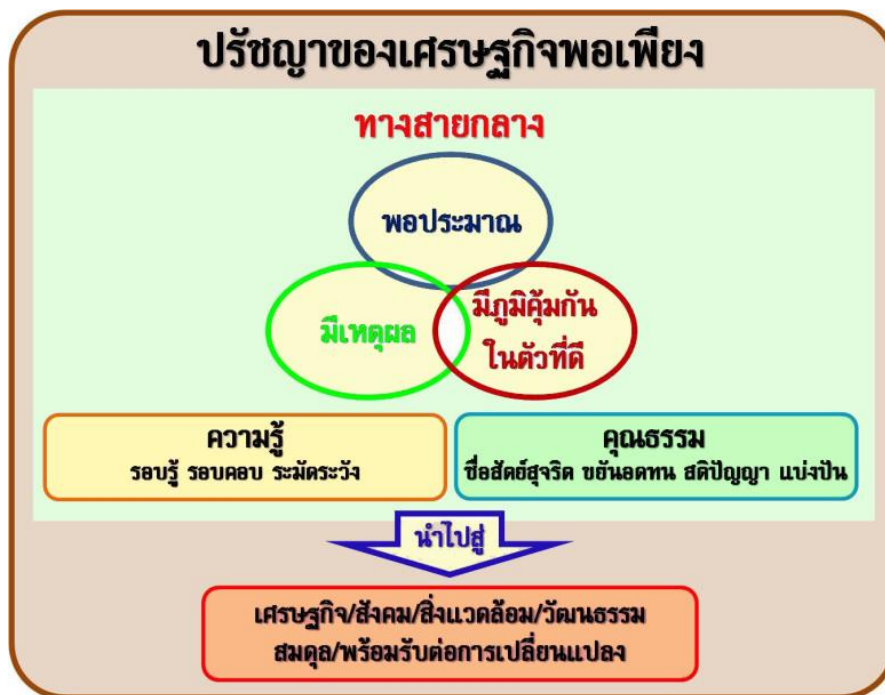 ปรัชญาของเศรษฐกิจพอเพียง
ทางสายกลาง
พอประมาณ
มีเหตุผล
มีภูมิคุ้มกัน
ในตัวที่ดี
ความรู้
รอบรู้ รอบคอบ ระมัดระวัง
คุณธรรม
ซื่อสัตย์สุจริต ขยันอดทน สติปัญญา แบ่งปัน
นำไปสู่
เศรษฐกิจ/สังคม/สิ่งแวดล้อม/วัฒนธรรม
สมดุล/พร้อมรับต่อการเปลี่ยนแปลง